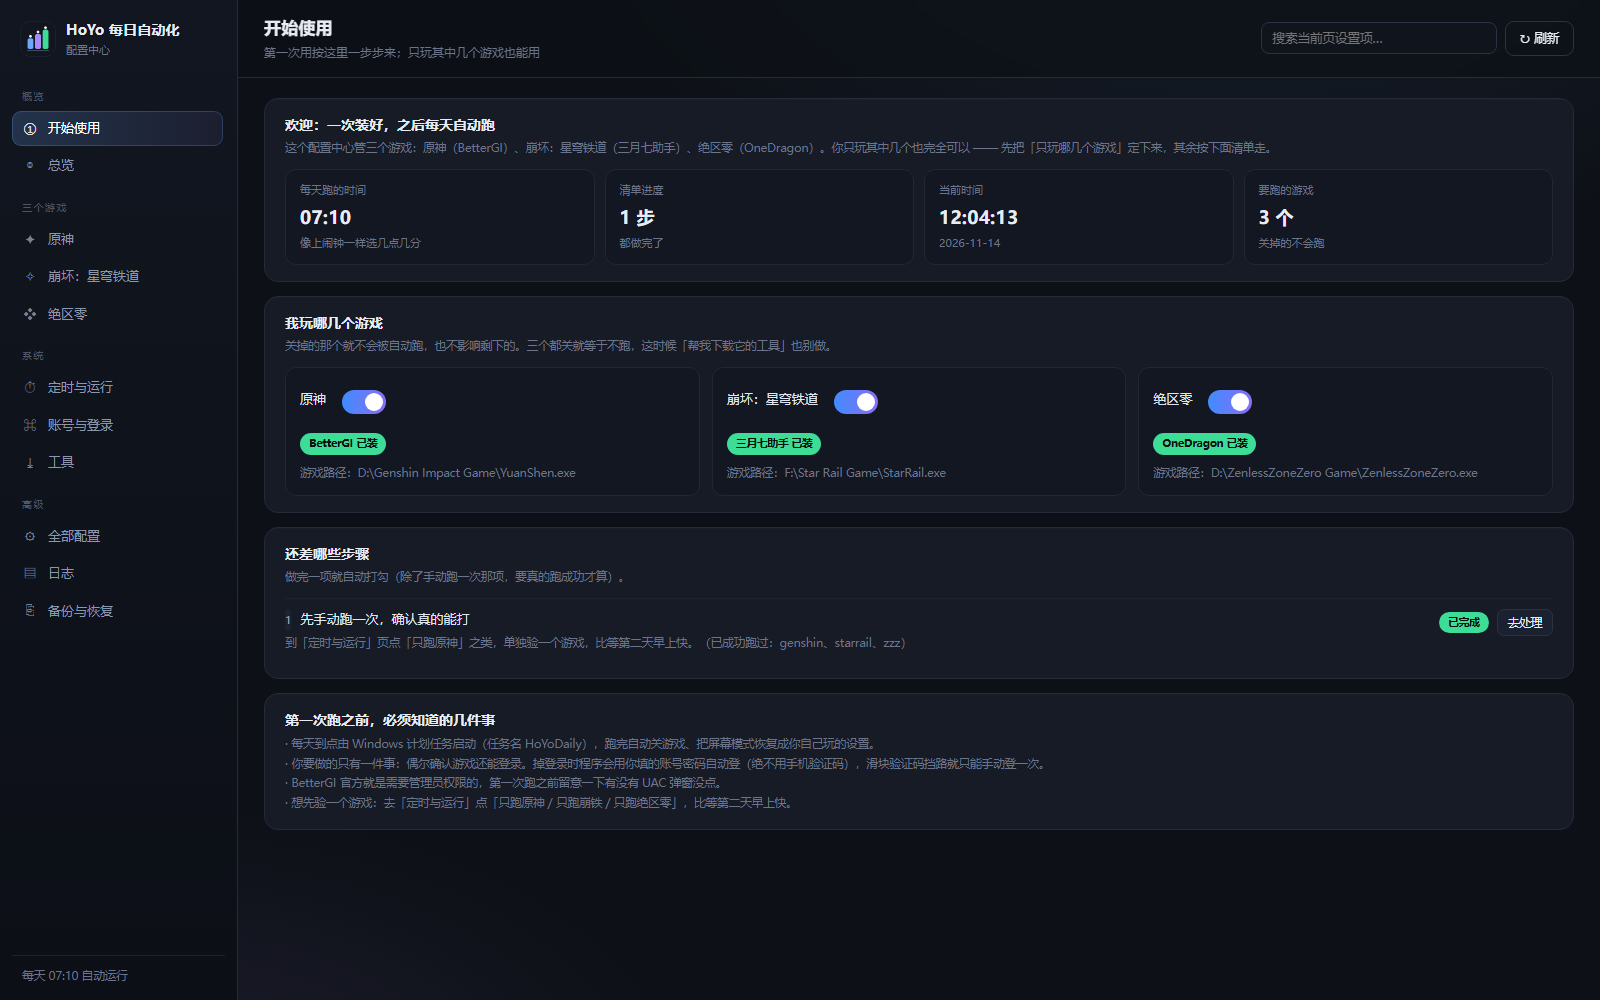 HoYo 每日自动化
配置中心
概览
① 开始使用
总览
三个游戏
原神
崩坏：星穹铁道
绝区零
系统
定时与运行
账号与登录
工具
高级
全部配置
日志
备份与恢复
每天 07:10 自动运行
开始使用
第一次用按这里一步步来；只玩其中几个游戏也能用
搜索当前页设置项...
↻ 刷新
欢迎：一次装好，之后每天自动跑
这个配置中心管三个游戏：原神（BetterGI）、崩坏：星穹铁道（三月七助手）、绝区零（OneDragon）。你只玩其中几个也完全可以 —— 先把「只玩哪几个游戏」定下来，其余按下面清单走。
每天跑的时间
07:10
像上闹钟一样选几点几分
清单进度
1 步
都做完了
当前时间
12:04:13
2026-11-14
要跑的游戏
3 个
关掉的不会跑
我玩哪几个游戏
关掉的那个就不会被自动跑，也不影响剩下的。三个都关就等于不跑，这时候「帮我下载它的工具」也别做。
原神
BetterGI 已装
游戏路径：D:\Genshin Impact Game\YuanShen.exe
崩坏：星穹铁道
三月七助手 已装
游戏路径：F:\Star Rail Game\StarRail.exe
绝区零
OneDragon 已装
游戏路径：D:\ZenlessZoneZero Game\ZenlessZoneZero.exe
还差哪些步骤
做完一项就自动打勾（除了手动跑一次那项，要真的跑成功才算）。
1 先手动跑一次，确认真的能打
到「定时与运行」页点「只跑原神」之类，单独验一个游戏，比等第二天早上快。（已成功跑过：genshin、starrail、zzz）
已完成
去处理
第一次跑之前，必须知道的几件事
· 每天到点由 Windows 计划任务启动（任务名 HoYoDaily），跑完自动关游戏、把屏幕模式恢复成你自己玩的设置。
· 你要做的只有一件事：偶尔确认游戏还能登录。掉登录时程序会用你填的账号密码自动登（绝不用手机验证码），滑块验证码挡路就只能手动登一次。
· BetterGI 官方就是需要管理员权限的，第一次跑之前留意一下有没有 UAC 弹窗没点。
· 想先验一个游戏：去「定时与运行」点「只跑原神 / 只跑崩铁 / 只跑绝区零」，比等第二天早上快。